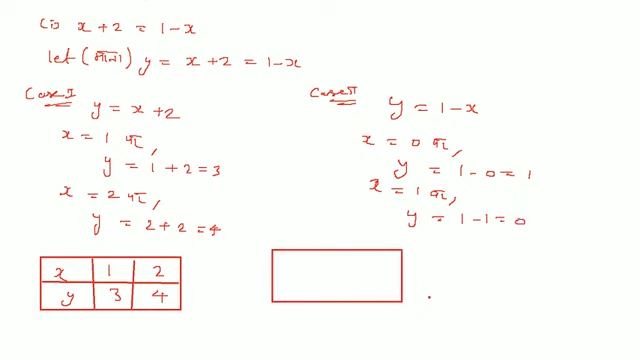 (i) x + 2 = 1 - x
let (माना) y = x + 2 = 1 - x
Case I
y = x + 2
x = 1 पर,
y = 1 + 2 = 3
x = 2 पर,
y = 2 + 2 = 4
x 1 2
y 3 4
Case II
y = 1 - x
x = 0 पर,
y = 1 - 0 = 1
x = 1 पर,
y = 1 - 1 = 0